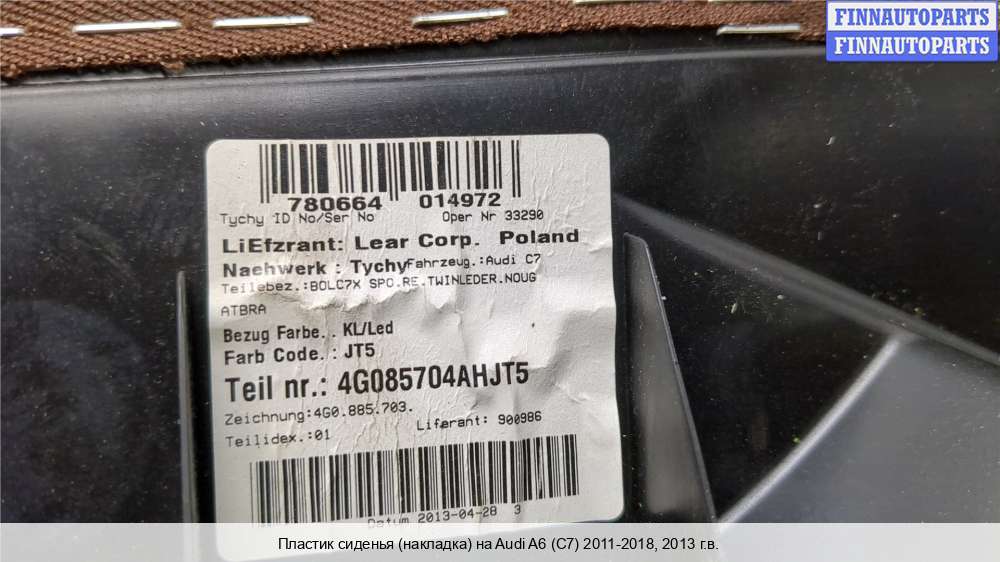 FINNAUTOPARTS
FINNAUTOPARTS
780664 014972
Tychy ID No/Ser No Oper Nr 33290
LiEfzrant: Lear Corp. Poland
Naehwerk : Tychy Fahrzeug.:Audi C7
Teilebez.:BOLC7X SPO.RE.TWINLEDER.NOUG
ATBRA
Bezug Farbe. . KL/Led
Farb Code. : JT5
Teil nr.: 4G085704AHJT5
Zeichnung:4G0.885.703.
Liferant: 900986
Teilidex.:01
Datum 2013-04-28 3
Пластик сиденья (накладка) на Audi A6 (C7) 2011-2018, 2013 г.в.